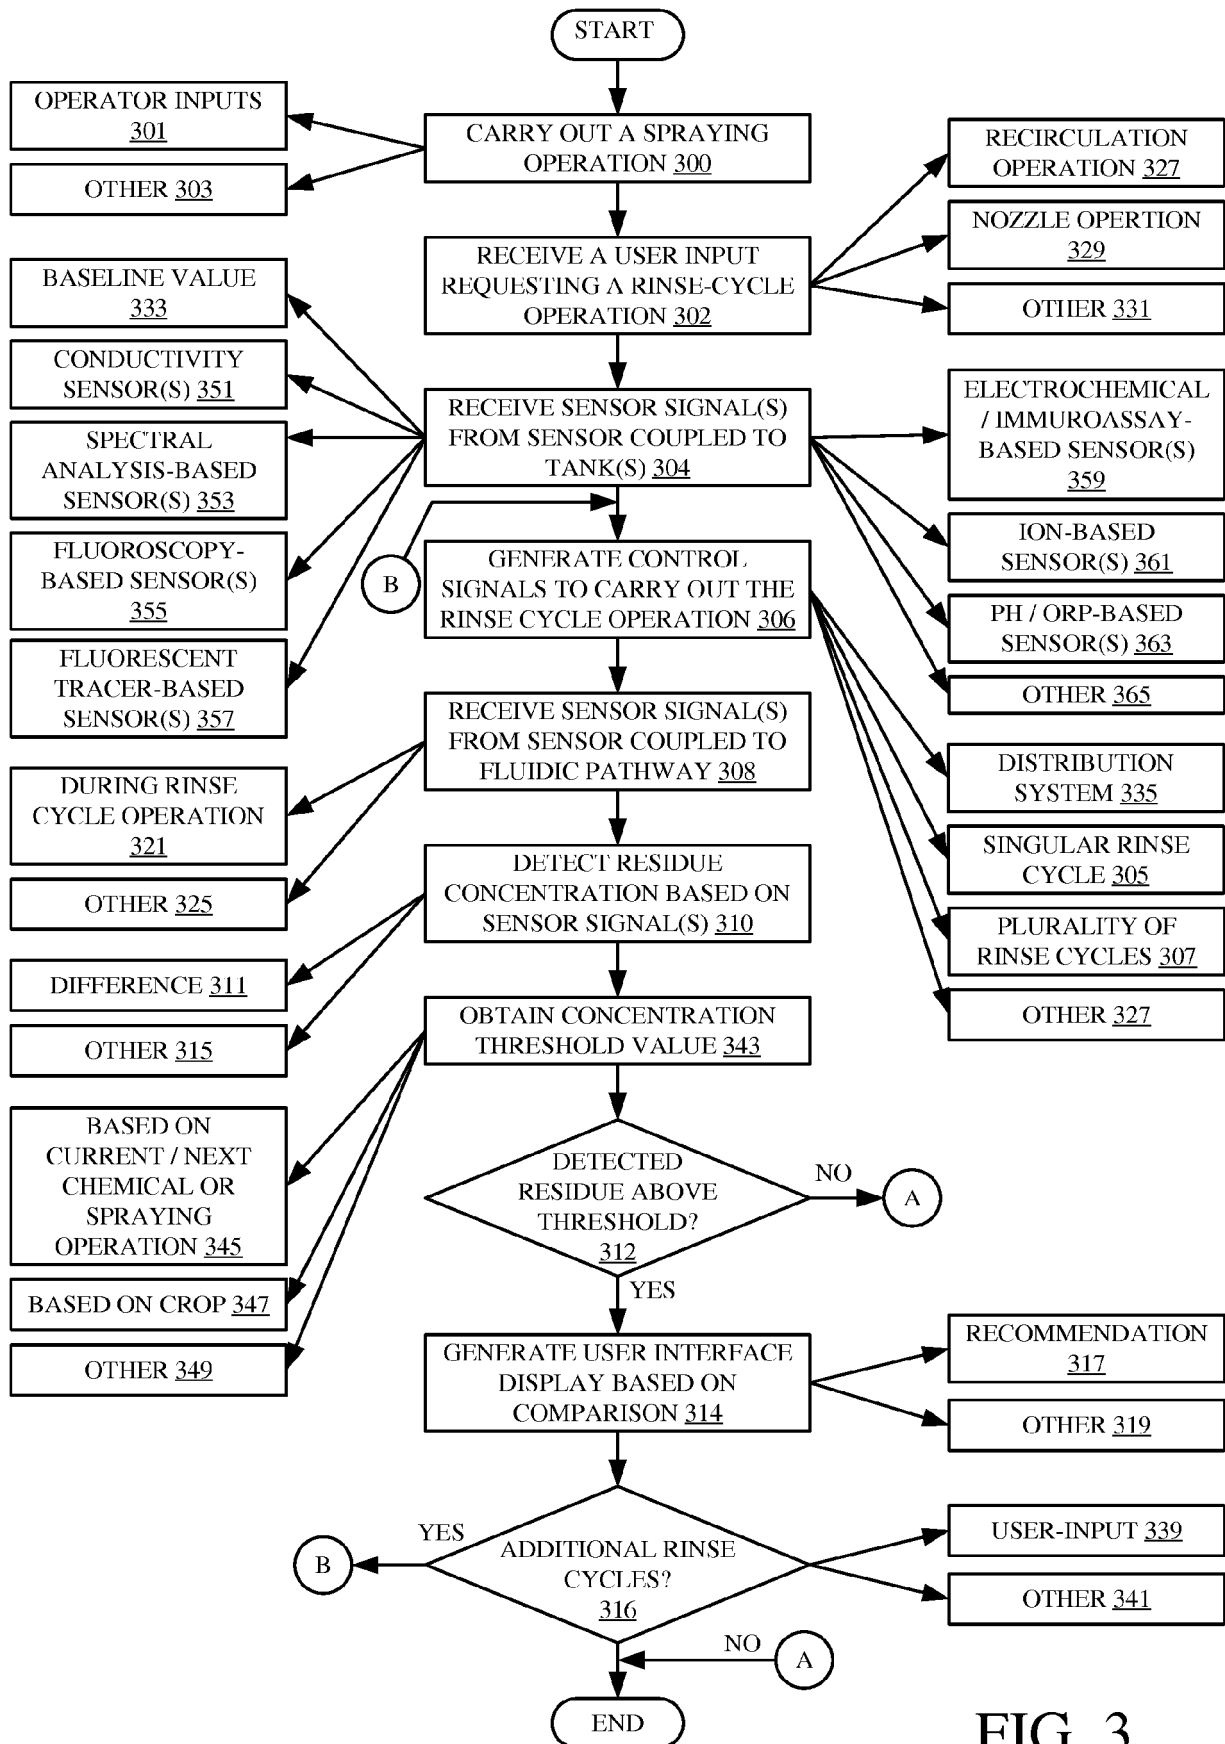 START
OPERATOR INPUTS
301
OTHER 303
CARRY OUT A SPRAYING
OPERATION 300
RECIRCULATION
OPERATION 327
NOZZLE OPERTION
329
OTHER 331
RECEIVE A USER INPUT
REQUESTING A RINSE-CYCLE
OPERATION 302
BASELINE VALUE
333
CONDUCTIVITY
SENSOR(S) 351
SPECTRAL
ANALYSIS-BASED
SENSOR(S) 353
FLUOROSCOPY-
BASED SENSOR(S)
355
FLUORESCENT
TRACER-BASED
SENSOR(S) 357
RECEIVE SENSOR SIGNAL(S)
FROM SENSOR COUPLED TO
TANK(S) 304
ELECTROCHEMICAL
/ IMMUROASSAY-
BASED SENSOR(S)
359
ION-BASED
SENSOR(S) 361
PH / ORP-BASED
SENSOR(S) 363
OTHER 365
B
GENERATE CONTROL
SIGNALS TO CARRY OUT THE
RINSE CYCLE OPERATION 306
DISTRIBUTION
SYSTEM 335
SINGULAR RINSE
CYCLE 305
PLURALITY OF
RINSE CYCLES 307
OTHER 327
RECEIVE SENSOR SIGNAL(S)
FROM SENSOR COUPLED TO
FLUIDIC PATHWAY 308
DURING RINSE
CYCLE OPERATION
321
OTHER 325
DETECT RESIDUE
CONCENTRATION BASED ON
SENSOR SIGNAL(S) 310
DIFFERENCE 311
OTHER 315
OBTAIN CONCENTRATION
THRESHOLD VALUE 343
BASED ON
CURRENT / NEXT
CHEMICAL OR
SPRAYING
OPERATION 345
BASED ON CROP 347
OTHER 349
DETECTED
RESIDUE ABOVE
THRESHOLD?
312
NO
A
YES
GENERATE USER INTERFACE
DISPLAY BASED ON
COMPARISON 314
RECOMMENDATION
317
OTHER 319
ADDITIONAL RINSE
CYCLES?
316
YES
B
USER-INPUT 339
OTHER 341
NO
A
END
FIG. 3